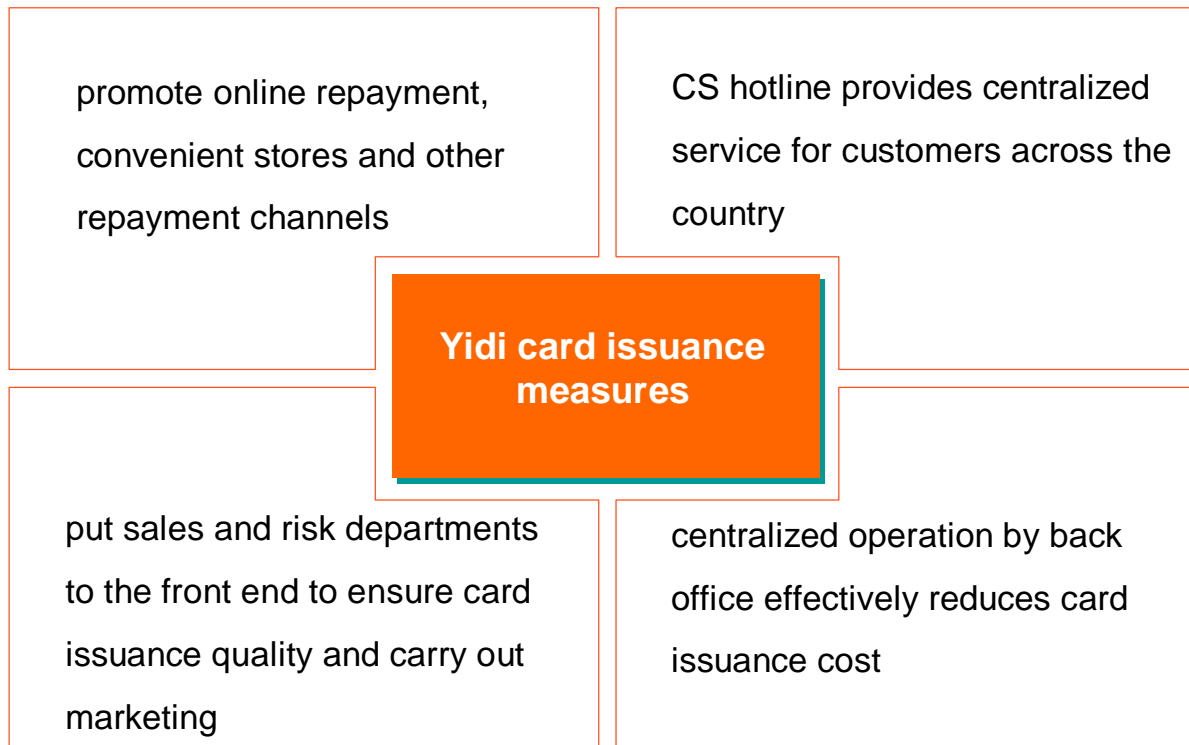 promote online repayment,
convenient stores and other
repayment channels
CS hotline provides centralized
service for customers across the
country
Yidi card issuance
measures
put sales and risk departments
to the front end to ensure card
issuance quality and carry out
marketing
centralized operation by back
office effectively reduces card
issuance cost